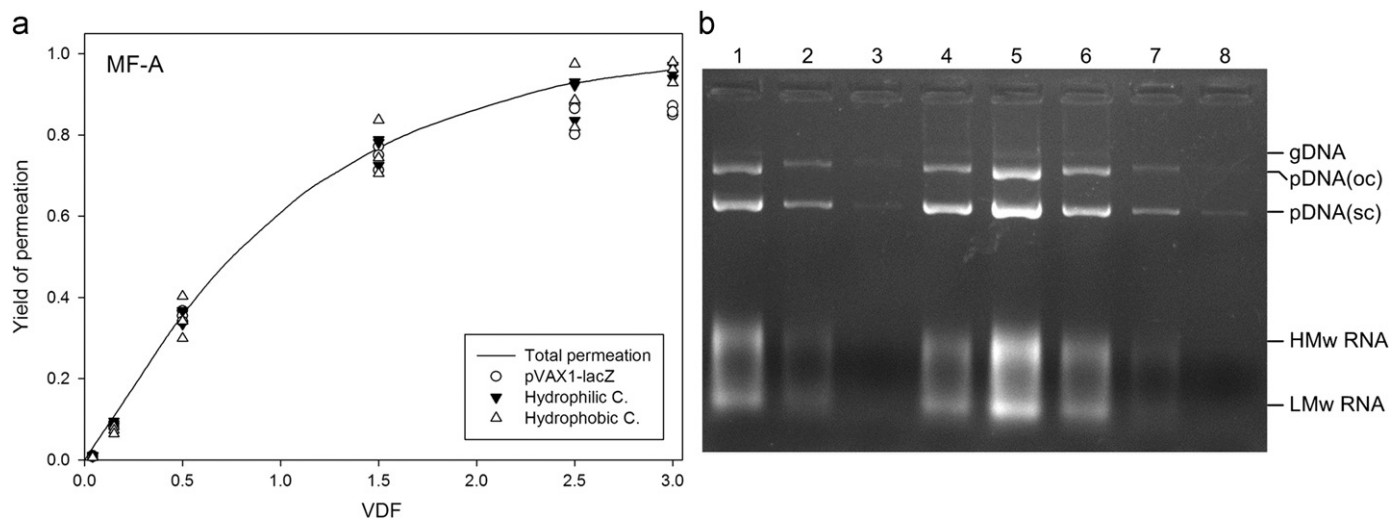 a
MF-A
Yield of permeation
1.0
0.8
0.6
0.4
0.2
0.0
0.0 0.5 1.0 1.5 2.0 2.5 3.0
VDF
Total permeation
pVAX1-lacZ
Hydrophilic C.
Hydrophobic C.
b
1 2 3 4 5 6 7 8
gDNA
pDNA(oc)
pDNA(sc)
HMw RNA
LMw RNA